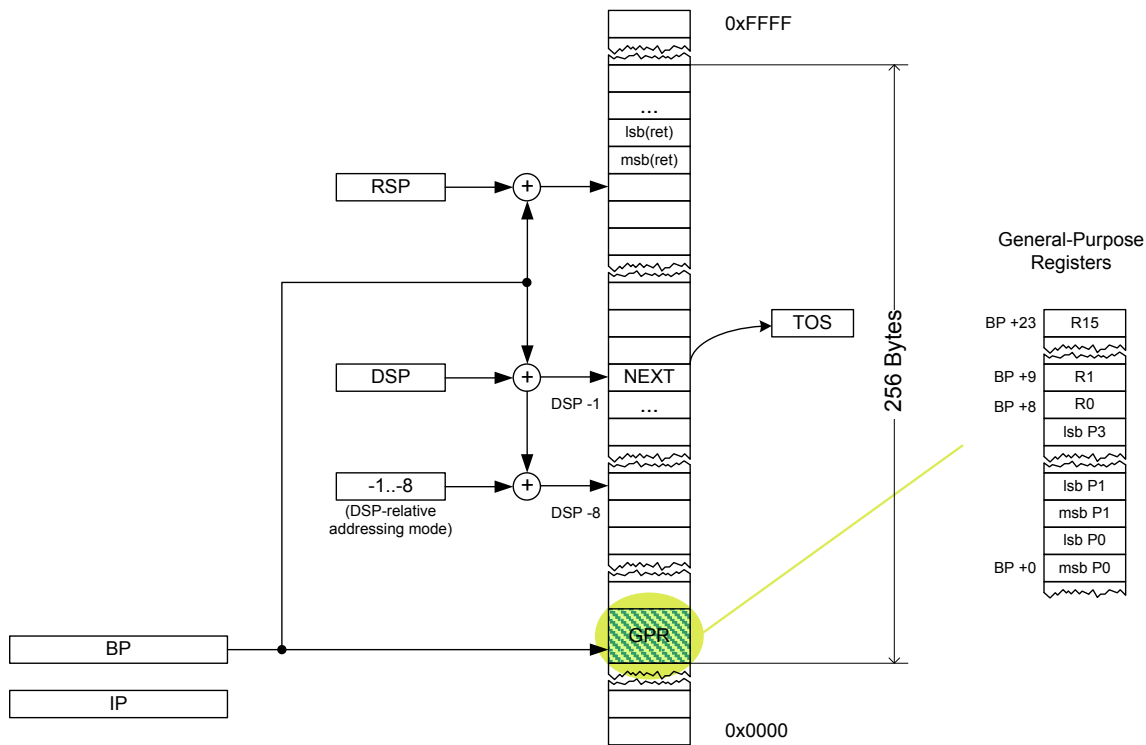 0xFFFF
...
lsb(ret)
msb(ret)
RSP
General-Purpose
Registers
TOS
BP +23
R15
256 Bytes
DSP
NEXT
BP +9
R1
DSP -1
...
BP +8
R0
lsb P3
-1..-8
(DSP-relative
addressing mode)
DSP -8
lsb P1
msb P1
lsb P0
BP +0
msb P0
GPR
BP
IP
0x0000